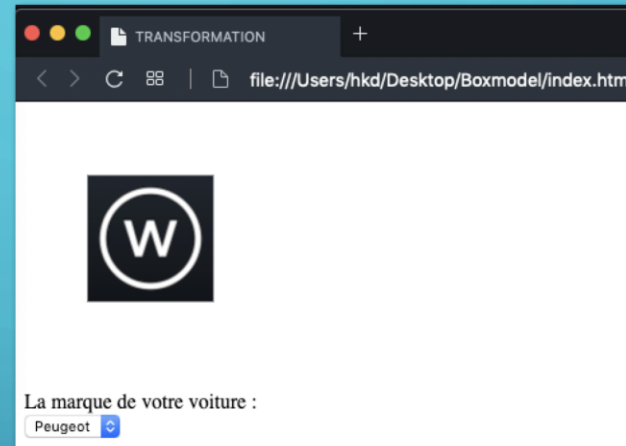 TRANSFORMATION
file:///Users/hkd/Desktop/Boxmodel/index.htm
W
La marque de votre voiture :
Peugeot